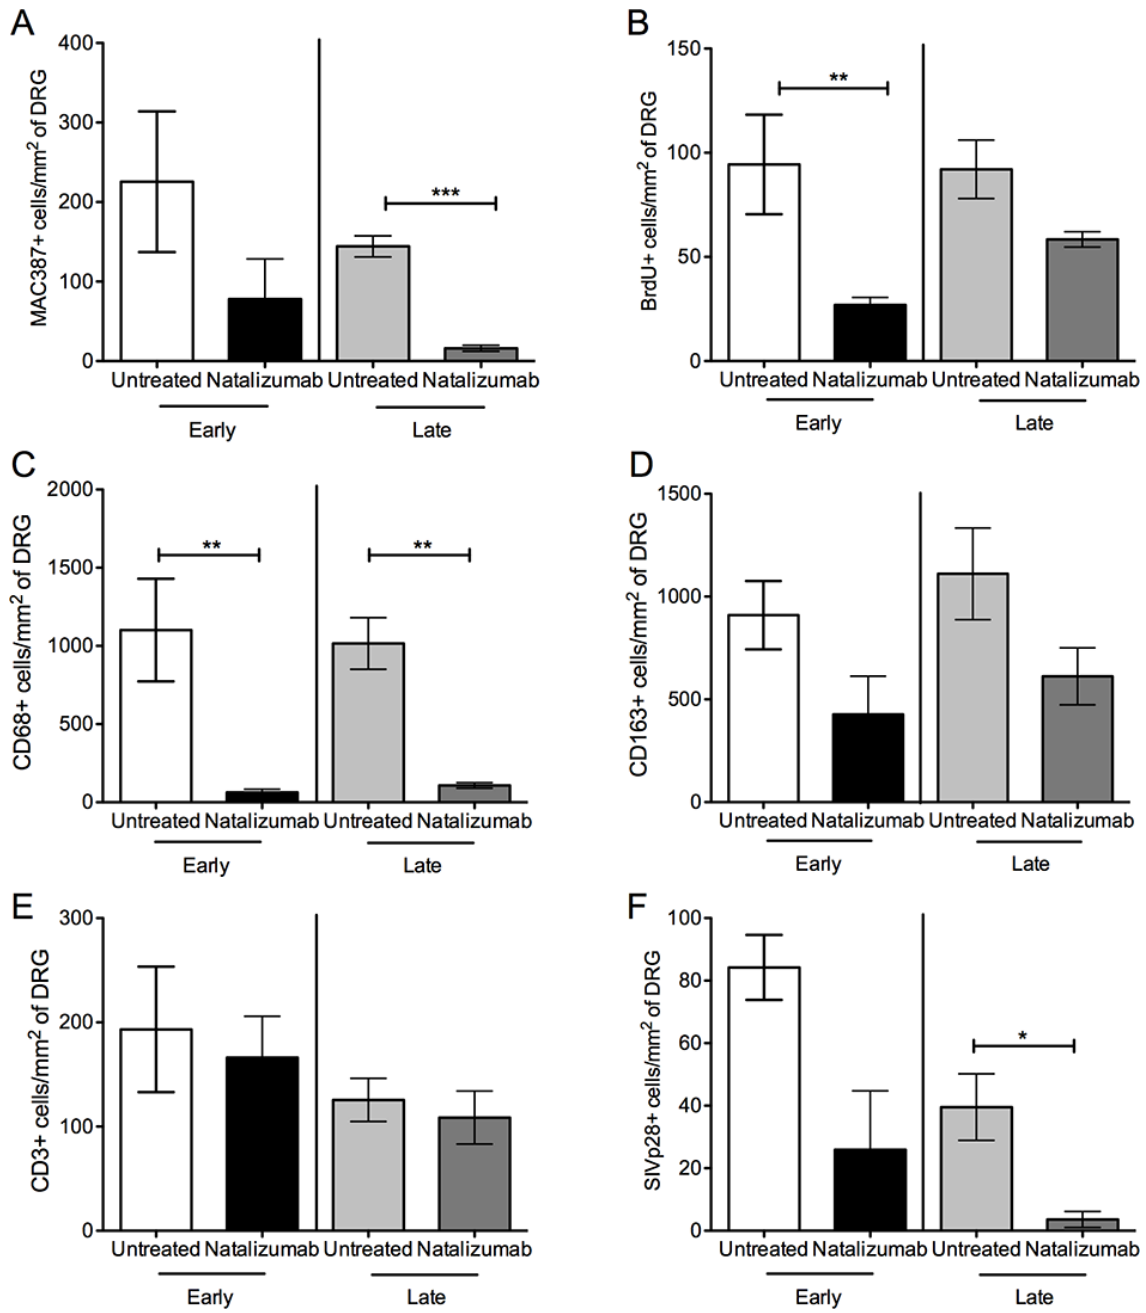 A
MAC387+ cells/mm² of DRG
400
300
200
100
0
***
Untreated Natalizumab Untreated Natalizumab
Early Late
B
BrdU+ cells/mm² of DRG
150
100
50
0
**
Untreated Natalizumab Untreated Natalizumab
Early Late
C
CD68+ cells/mm² of DRG
2000
1500
1000
500
0
** **
Untreated Natalizumab Untreated Natalizumab
Early Late
D
CD163+ cells/mm² of DRG
1500
1000
500
0
Untreated Natalizumab Untreated Natalizumab
Early Late
E
CD3+ cells/mm² of DRG
300
200
100
0
Untreated Natalizumab Untreated Natalizumab
Early Late
F
SIVp28+ cells/mm² of DRG
100
80
60
40
20
0
*
Untreated Natalizumab Untreated Natalizumab
Early Late